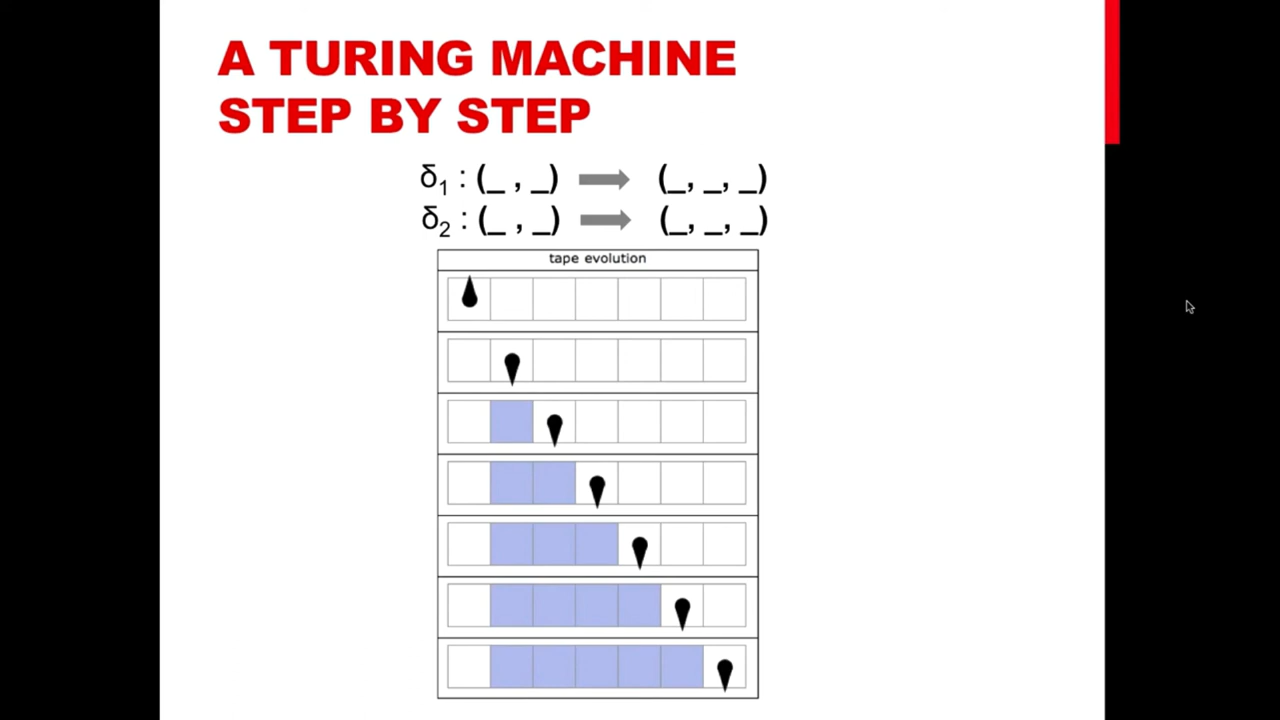 A TURING MACHINE
STEP BY STEP
δ₁ : (_ , _) ➡ (_, _, _)
δ₂ : (_ , _) ➡ (_, _, _)
tape evolution